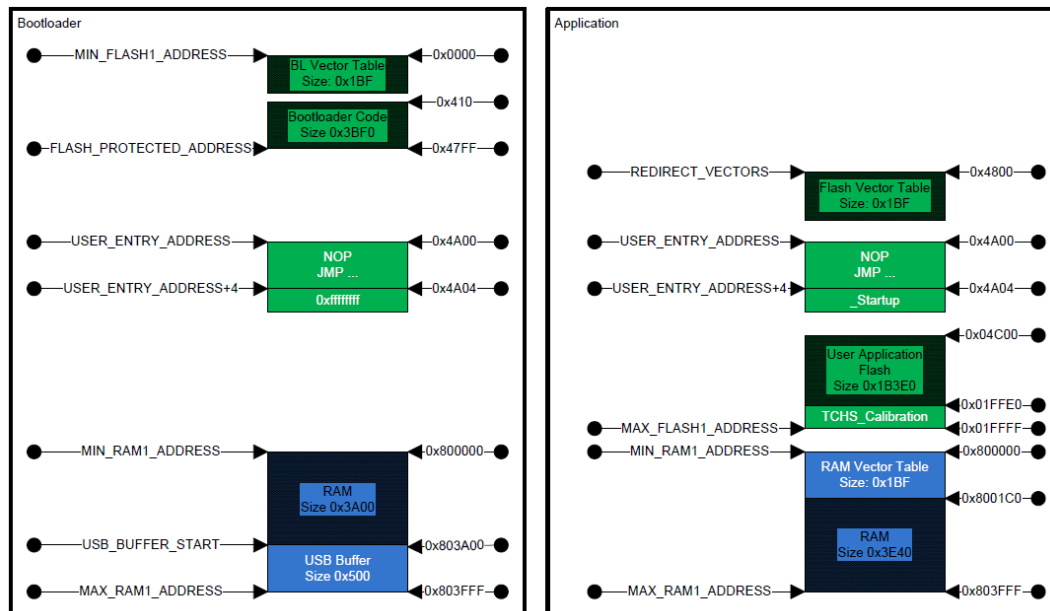 Bootloader
MIN_FLASH1_ADDRESS
0x0000
BL Vector Table
Size: 0x1BF
0x410
Bootloader Code
Size 0x3BF0
FLASH_PROTECTED_ADDRESS
0x47FF
USER_ENTRY_ADDRESS
0x4A00
NOP
JMP ...
USER_ENTRY_ADDRESS+4
0x4A04
0xffffffff
MIN_RAM1_ADDRESS
0x800000
RAM
Size 0x3A00
USB_BUFFER_START
0x803A00
USB Buffer
Size 0x500
MAX_RAM1_ADDRESS
0x803FFF
Application
REDIRECT_VECTORS
0x4800
Flash Vector Table
Size: 0x1BF
USER_ENTRY_ADDRESS
0x4A00
NOP
JMP ...
USER_ENTRY_ADDRESS+4
0x4A04
_Startup
0x04C00
User Application
Flash
Size 0x1B3E0
0x01FFE0
TCHS_Calibration
MAX_FLASH1_ADDRESS
0x01FFFF
MIN_RAM1_ADDRESS
0x800000
RAM Vector Table
Size: 0x1BF
0x8001C0
RAM
Size 0x3E40
MAX_RAM1_ADDRESS
0x803FFF